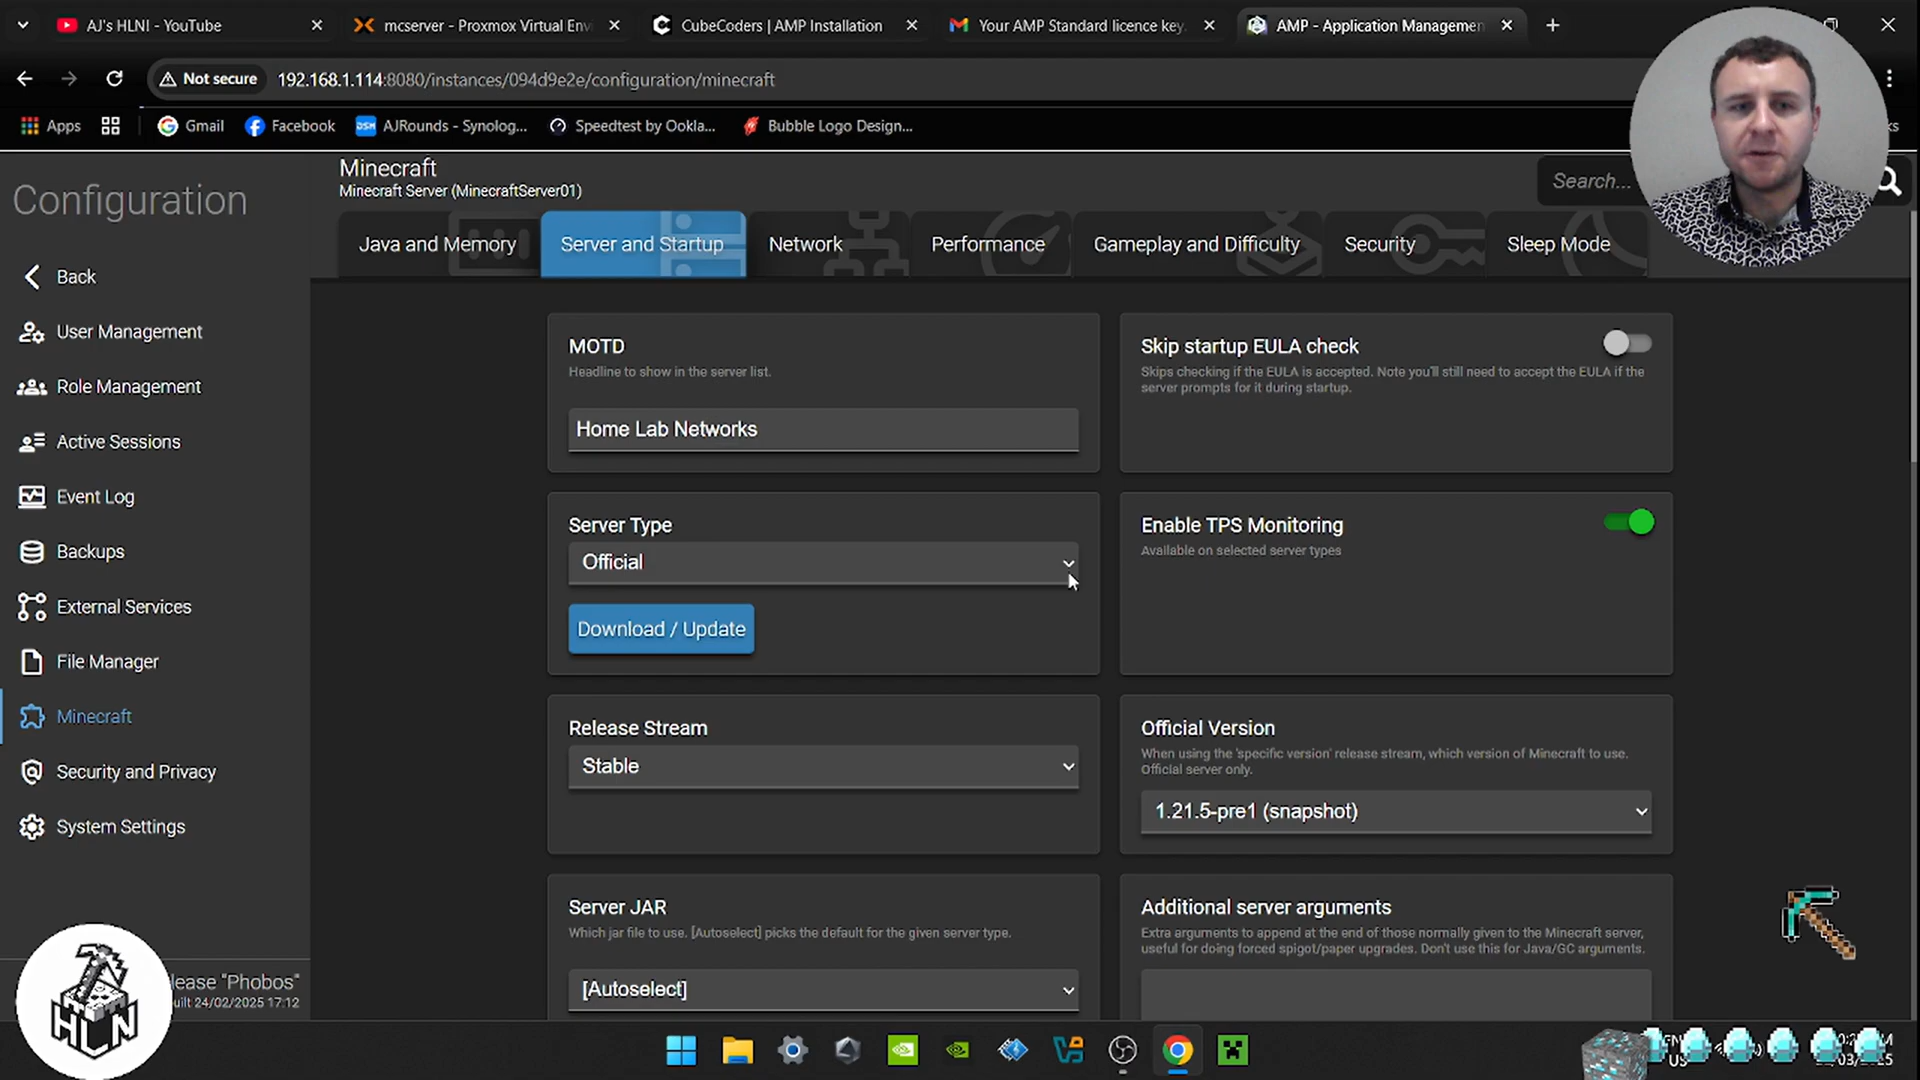 AJ's HLNI - YouTube
mcserver - Proxmox Virtual Envi
CubeCoders | AMP Installation
Your AMP Standard licence key.
AMP - Application Managemen
Not secure
192.168.1.114:8080/instances/094d9e2e/configuration/minecraft
Apps
Gmail
Facebook
AJRounds - Synolog...
Speedtest by Ookla...
Bubble Logo Design...
Configuration
Minecraft
Minecraft Server (MinecraftServer01)
Search...
Java and Memory
Server and Startup
Network
Performance
Gameplay and Difficulty
Security
Sleep Mode
Back
User Management
Role Management
Active Sessions
Event Log
Backups
External Services
File Manager
Minecraft
Security and Privacy
System Settings
lease "Phobos"
uilt 24/02/2025 17:12
HLN
MOTD
Headline to show in the server list.
Home Lab Networks
Skip startup EULA check
Skips checking if the EULA is accepted. Note you'll still need to accept the EULA if the
server prompts for it during startup.
Server Type
Official
Download / Update
Enable TPS Monitoring
Available on selected server types
Release Stream
Stable
Official Version
When using the 'specific version' release stream, which version of Minecraft to use.
Official server only.
1.21.5-pre1 (snapshot)
Server JAR
Which jar file to use. [Autoselect] picks the default for the given server type.
[Autoselect]
Additional server arguments
Extra arguments to append at the end of those normally given to the Minecraft server,
useful for doing forced spigot/paper upgrades. Don't use this for Java/GC arguments.